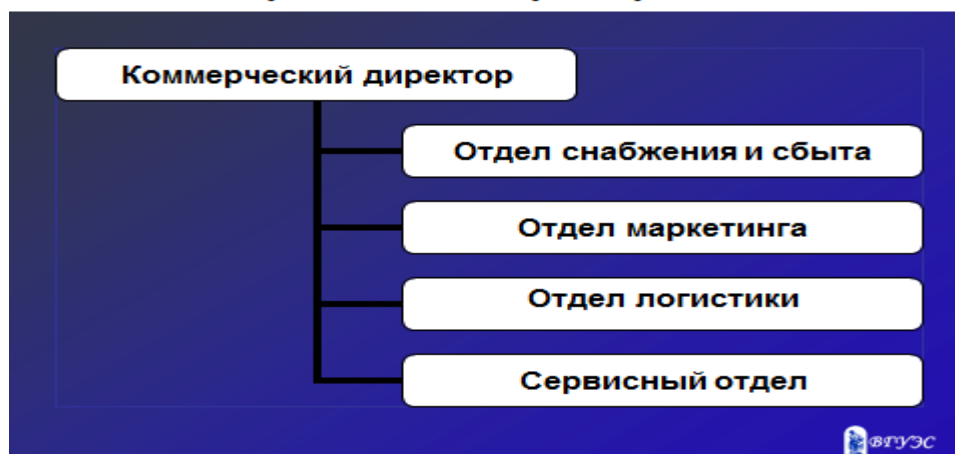 Коммерческий директор
Отдел снабжения и сбыта
Отдел маркетинга
Отдел логистики
Сервисный отдел
ВГУЭС